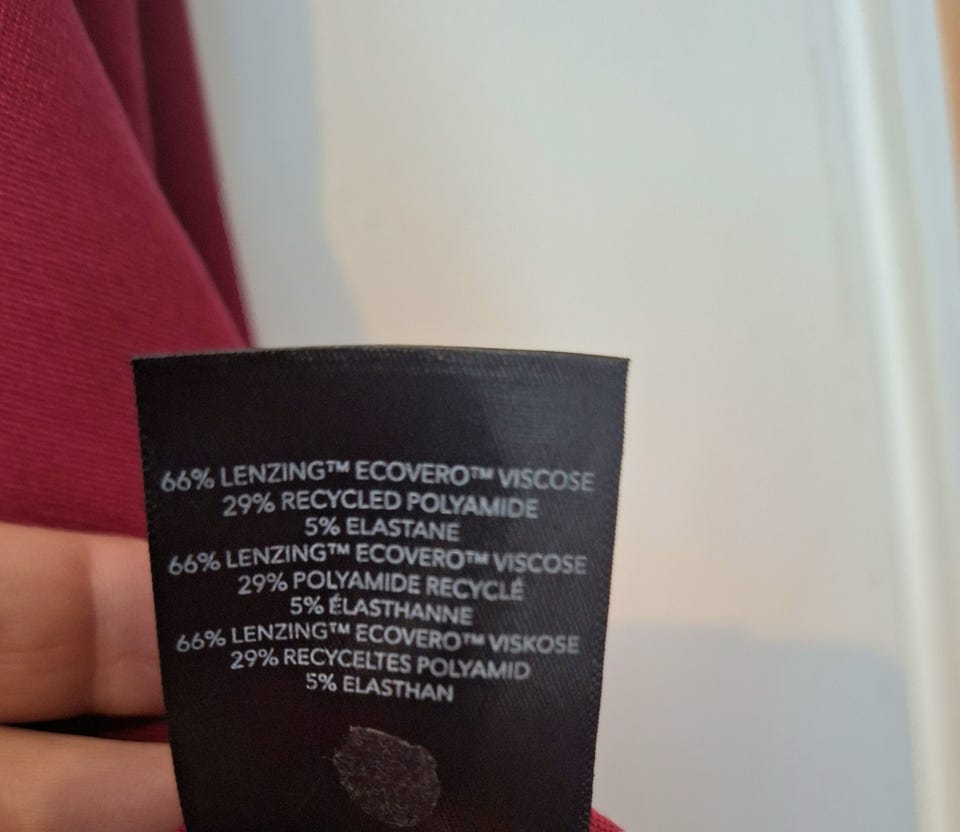 66% LENZING™ ECOVERO™ VISCOSE
29% RECYCLED POLYAMIDE
5% ELASTANE
66% LENZING™ ECOVERO™ VISCOSE
29% POLYAMIDE RECYCLÉ
5% ÉLASTHANNE
66% LENZING™ ECOVERO™ VISKOSE
29% RECYCELTES POLYAMID
5% ELASTHAN